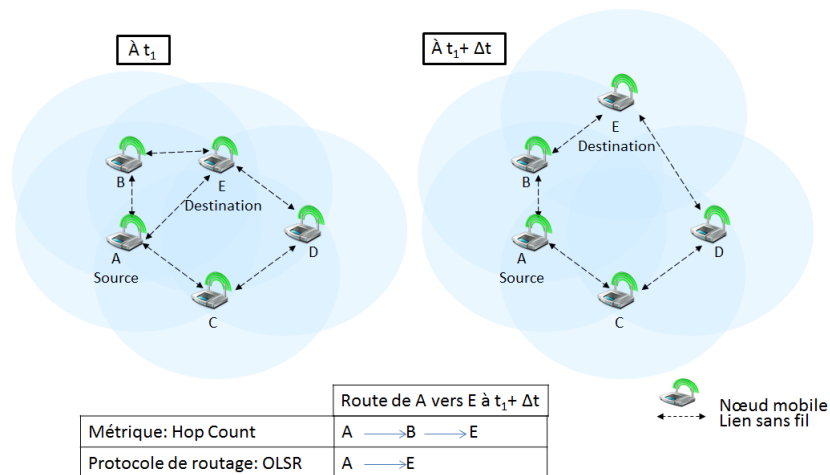 À t1
À t1+ Δt
B
E
Destination
A
Source
D
C
E
Destination
B
A
Source
D
C
Route de A vers E à t1+ Δt
Métrique: Hop Count
A B E
Protocole de routage: OLSR
A E
Nœud mobile
Lien sans fil